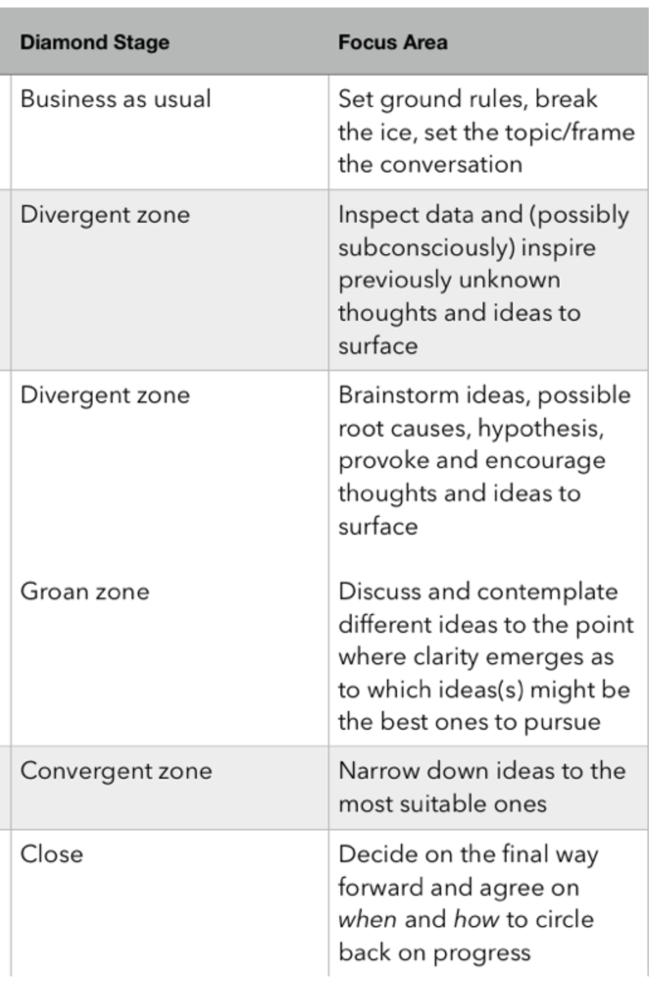 Diamond Stage
Focus Area
Business as usual
Set ground rules, break
the ice, set the topic/frame
the conversation
Divergent zone
Inspect data and (possibly
subconsciously) inspire
previously unknown
thoughts and ideas to
surface
Divergent zone
Brainstorm ideas, possible
root causes, hypothesis,
provoke and encourage
thoughts and ideas to
surface
Groan zone
Discuss and contemplate
different ideas to the point
where clarity emerges as
to which ideas(s) might be
the best ones to pursue
Convergent zone
Narrow down ideas to the
most suitable ones
Close
Decide on the final way
forward and agree on
when and how to circle
back on progress